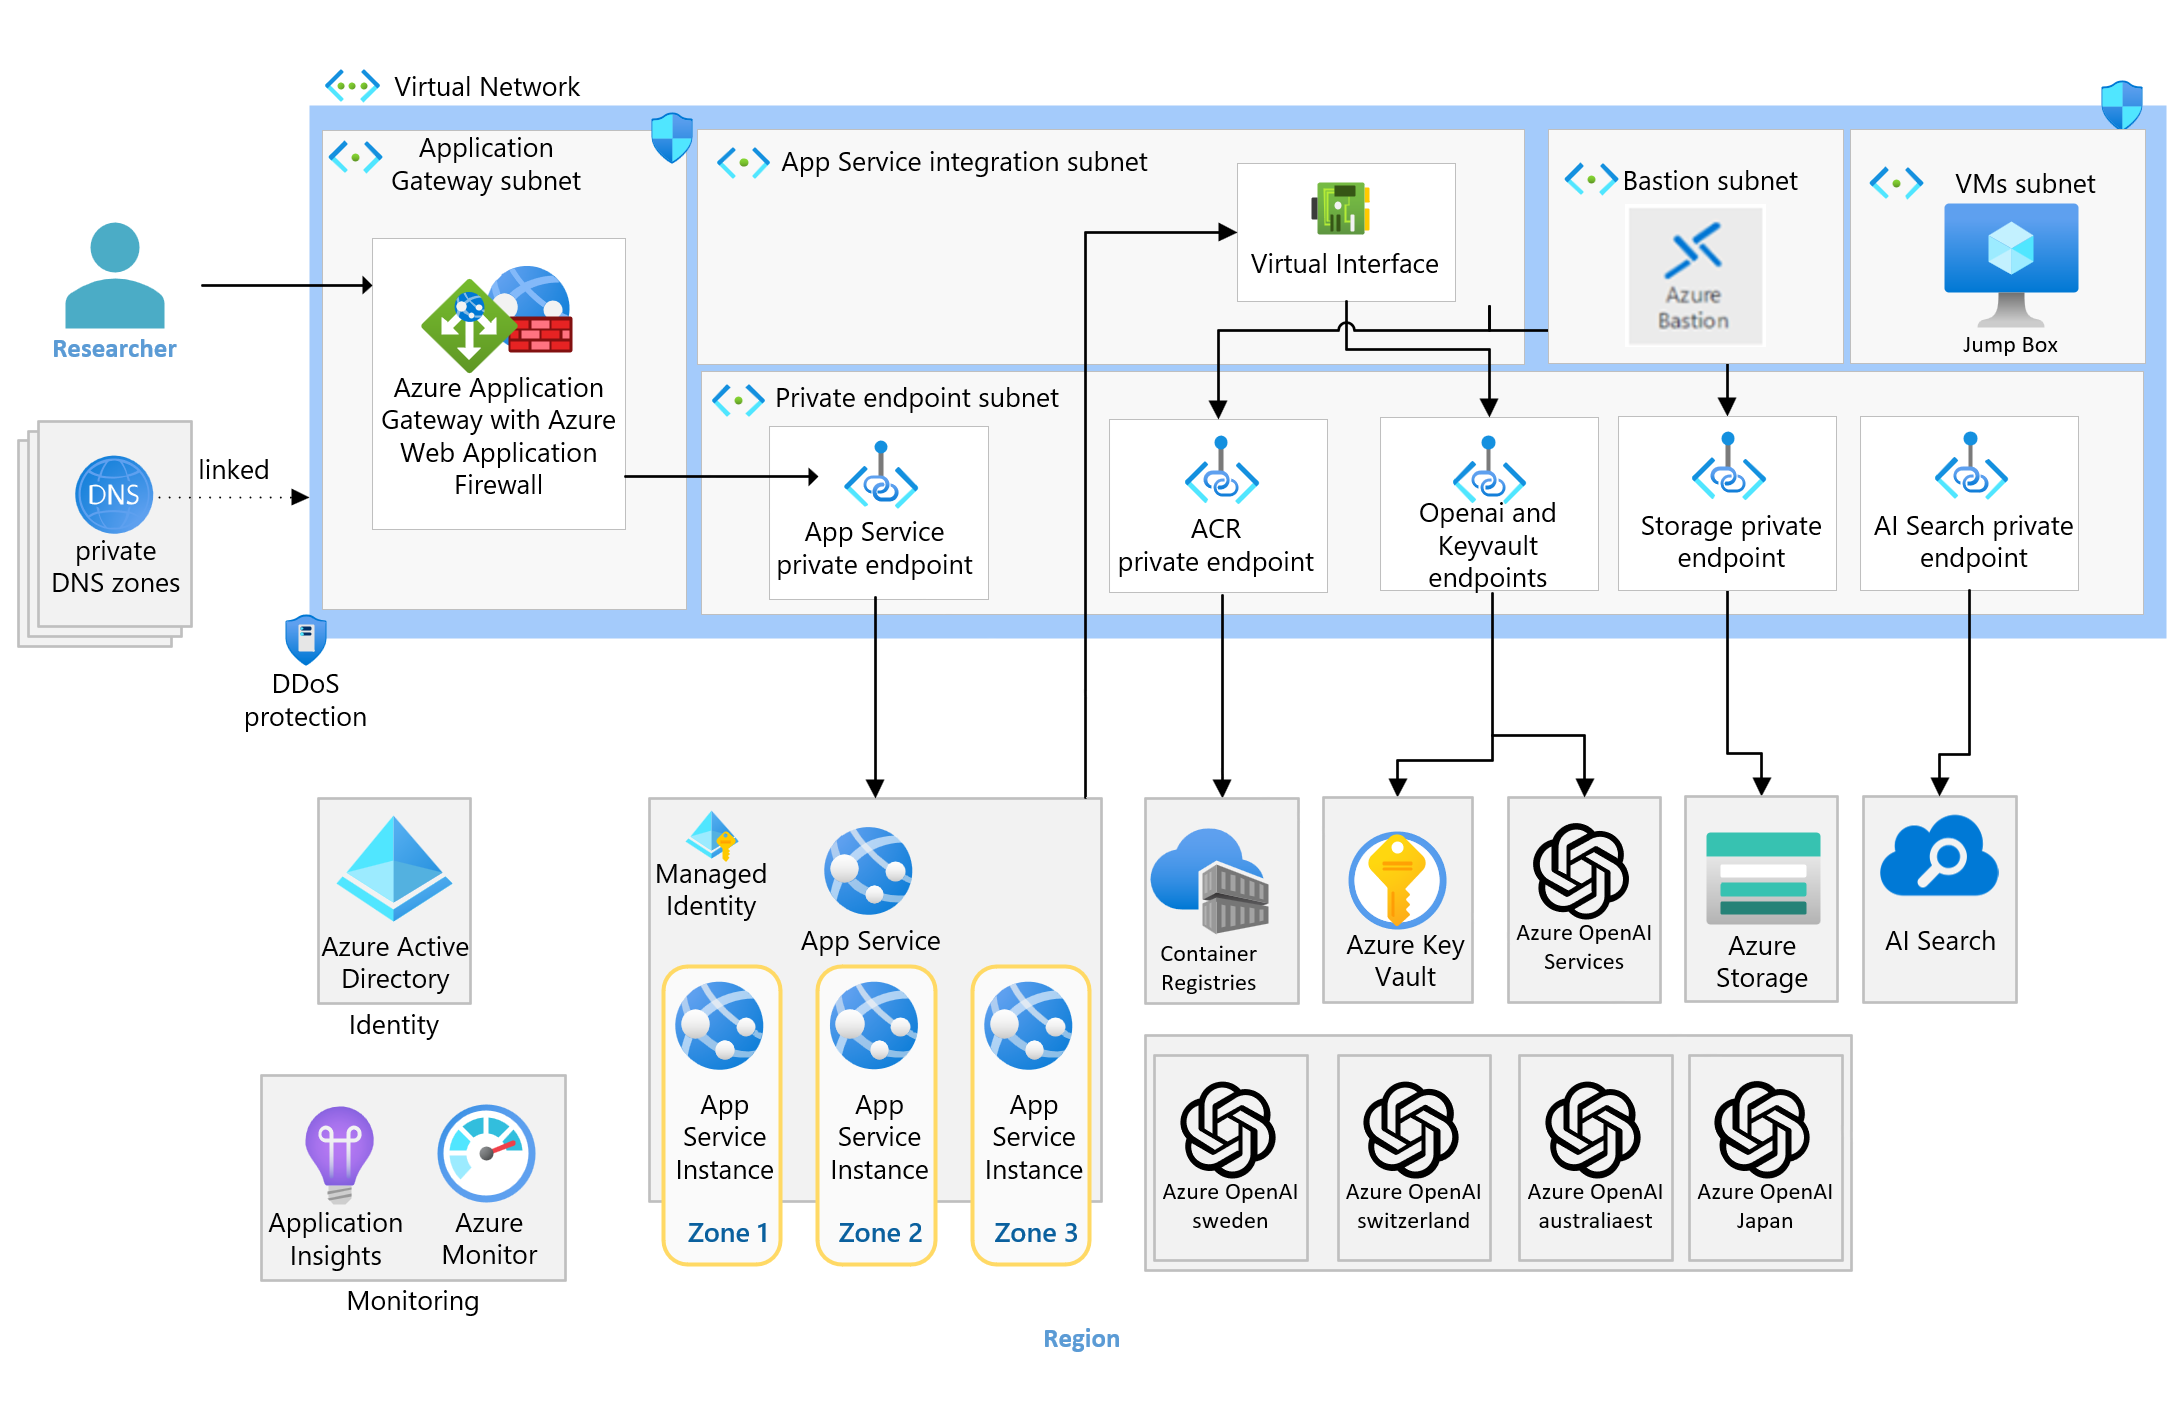 Virtual Network
Application
Gateway subnet
App Service integration subnet
Virtual Interface
Bastion subnet
Azure
Bastion
VMs subnet
Jump Box
Researcher
Azure Application
Gateway with Azure
Web Application
Firewall
linked
DNS
private
DNS zones
DDoS
protection
Private endpoint subnet
App Service
private endpoint
ACR
private endpoint
Openai and
Keyvault
endpoints
Storage private
endpoint
AI Search private
endpoint
Azure Active
Directory
Identity
Managed
Identity
App Service
Container
Registries
Azure Key
Vault
Azure OpenAI
Services
Azure
Storage
AI Search
App
Service
Instance
Zone 1
App
Service
Instance
Zone 2
App
Service
Instance
Zone 3
Azure OpenAI
sweden
Azure OpenAI
switzerland
Azure OpenAI
australiaest
Azure OpenAI
Japan
Application
Insights
Azure
Monitor
Monitoring
Region